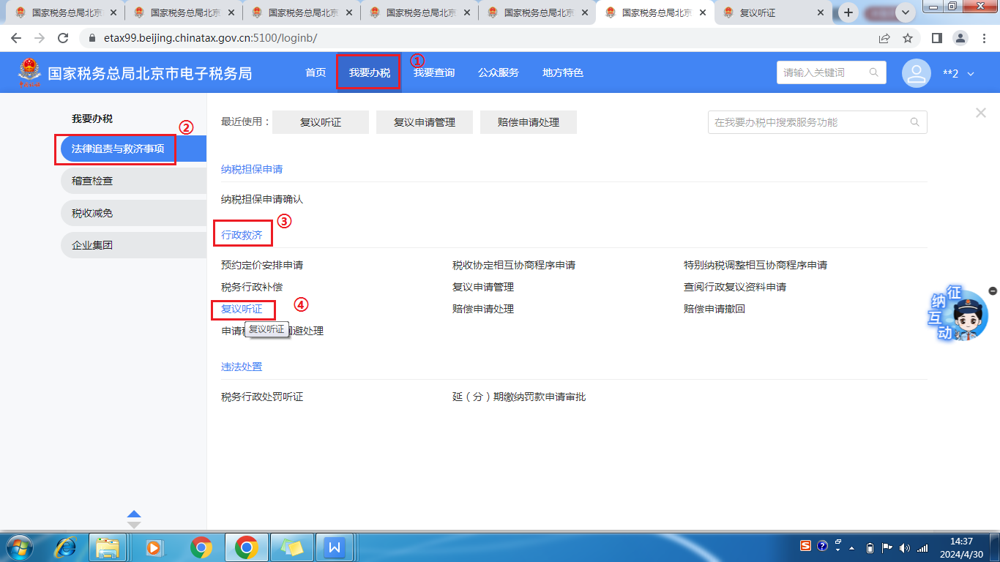 国家税务总局北京 国家税务总局北京 国家税务总局北京 国家税务总局北京 国家税务总局北京 国家税务总局北京 复议听证
etax99.beijing.chinatax.gov.cn:5100/loginb/
国家税务总局北京市电子税务局 首页 我要办税 ① 我要查询 公众服务 地方特色 请输入关键词 **2
我要办税
②
法律追责与救济事项
稽查检查
税收减免
企业集团
最近使用： 复议听证 复议申请管理 赔偿申请处理 在我要办税中搜索服务功能
纳税担保申请
纳税担保申请确认
③
行政救济
预约定价安排申请 税收协定相互协商程序申请 特别纳税调整相互协商程序申请
税务行政补偿 复议申请管理 查阅行政复议资料申请
复议听证 ④ 赔偿申请处理 赔偿申请撤回
复议听证
申请 避处理
违法处置
税务行政处罚听证 延（分）期缴纳罚款申请审批
征
纳
互
动
14:37
2024/4/30